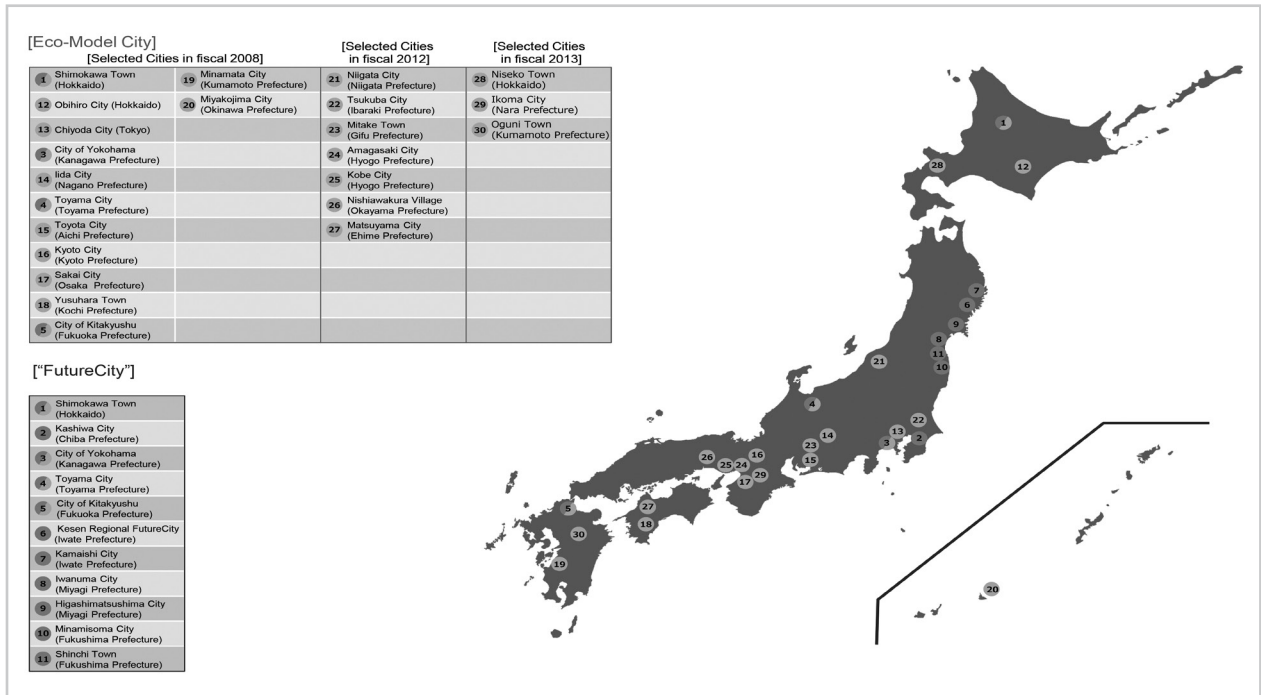 [Eco-Model City]
[Selected Cities in fiscal 2008]
[Selected Cities
in fiscal 2012]
[Selected Cities
in fiscal 2013]
1 Shimokawa Town
(Hokkaido)
12 Obihiro City (Hokkaido)
13 Chiyoda City (Tokyo)
3 City of Yokohama
(Kanagawa Prefecture)
14 Iida City
(Nagano Prefecture)
4 Toyama City
(Toyama Prefecture)
15 Toyota City
(Aichi Prefecture)
16 Kyoto City
(Kyoto Prefecture)
17 Sakai City
(Osaka Prefecture)
18 Yusuhara Town
(Kochi Prefecture)
5 City of Kitakyushu
(Fukuoka Prefecture)
19 Minamata City
(Kumamoto Prefecture)
20 Miyakojima City
(Okinawa Prefecture)
21 Niigata City
(Niigata Prefecture)
22 Tsukuba City
(Ibaraki Prefecture)
23 Mitake Town
(Gifu Prefecture)
24 Amagasaki City
(Hyogo Prefecture)
25 Kobe City
(Hyogo Prefecture)
26 Nishiawakura Village
(Okayama Prefecture)
27 Matsuyama City
(Ehime Prefecture)
28 Niseko Town
(Hokkaido)
29 Ikoma City
(Nara Prefecture)
30 Oguni Town
(Kumamoto Prefecture)
["FutureCity"]
1 Shimokawa Town
(Hokkaido)
2 Kashiwa City
(Chiba Prefecture)
3 City of Yokohama
(Kanagawa Prefecture)
4 Toyama City
(Toyama Prefecture)
5 City of Kitakyushu
(Fukuoka Prefecture)
6 Kesen Regional FutureCity
(Iwate Prefecture)
7 Kamaishi City
(Iwate Prefecture)
8 Iwanuma City
(Miyagi Prefecture)
9 Higashimatsushima City
(Miyagi Prefecture)
10 Minamisoma City
(Fukushima Prefecture)
11 Shinchi Town
(Fukushima Prefecture)
1
28
12
7
6
9
8
11
10
21
4
22
13
2
3
14
23
15
16
26
25
24
29
17
27
5
18
30
19
20